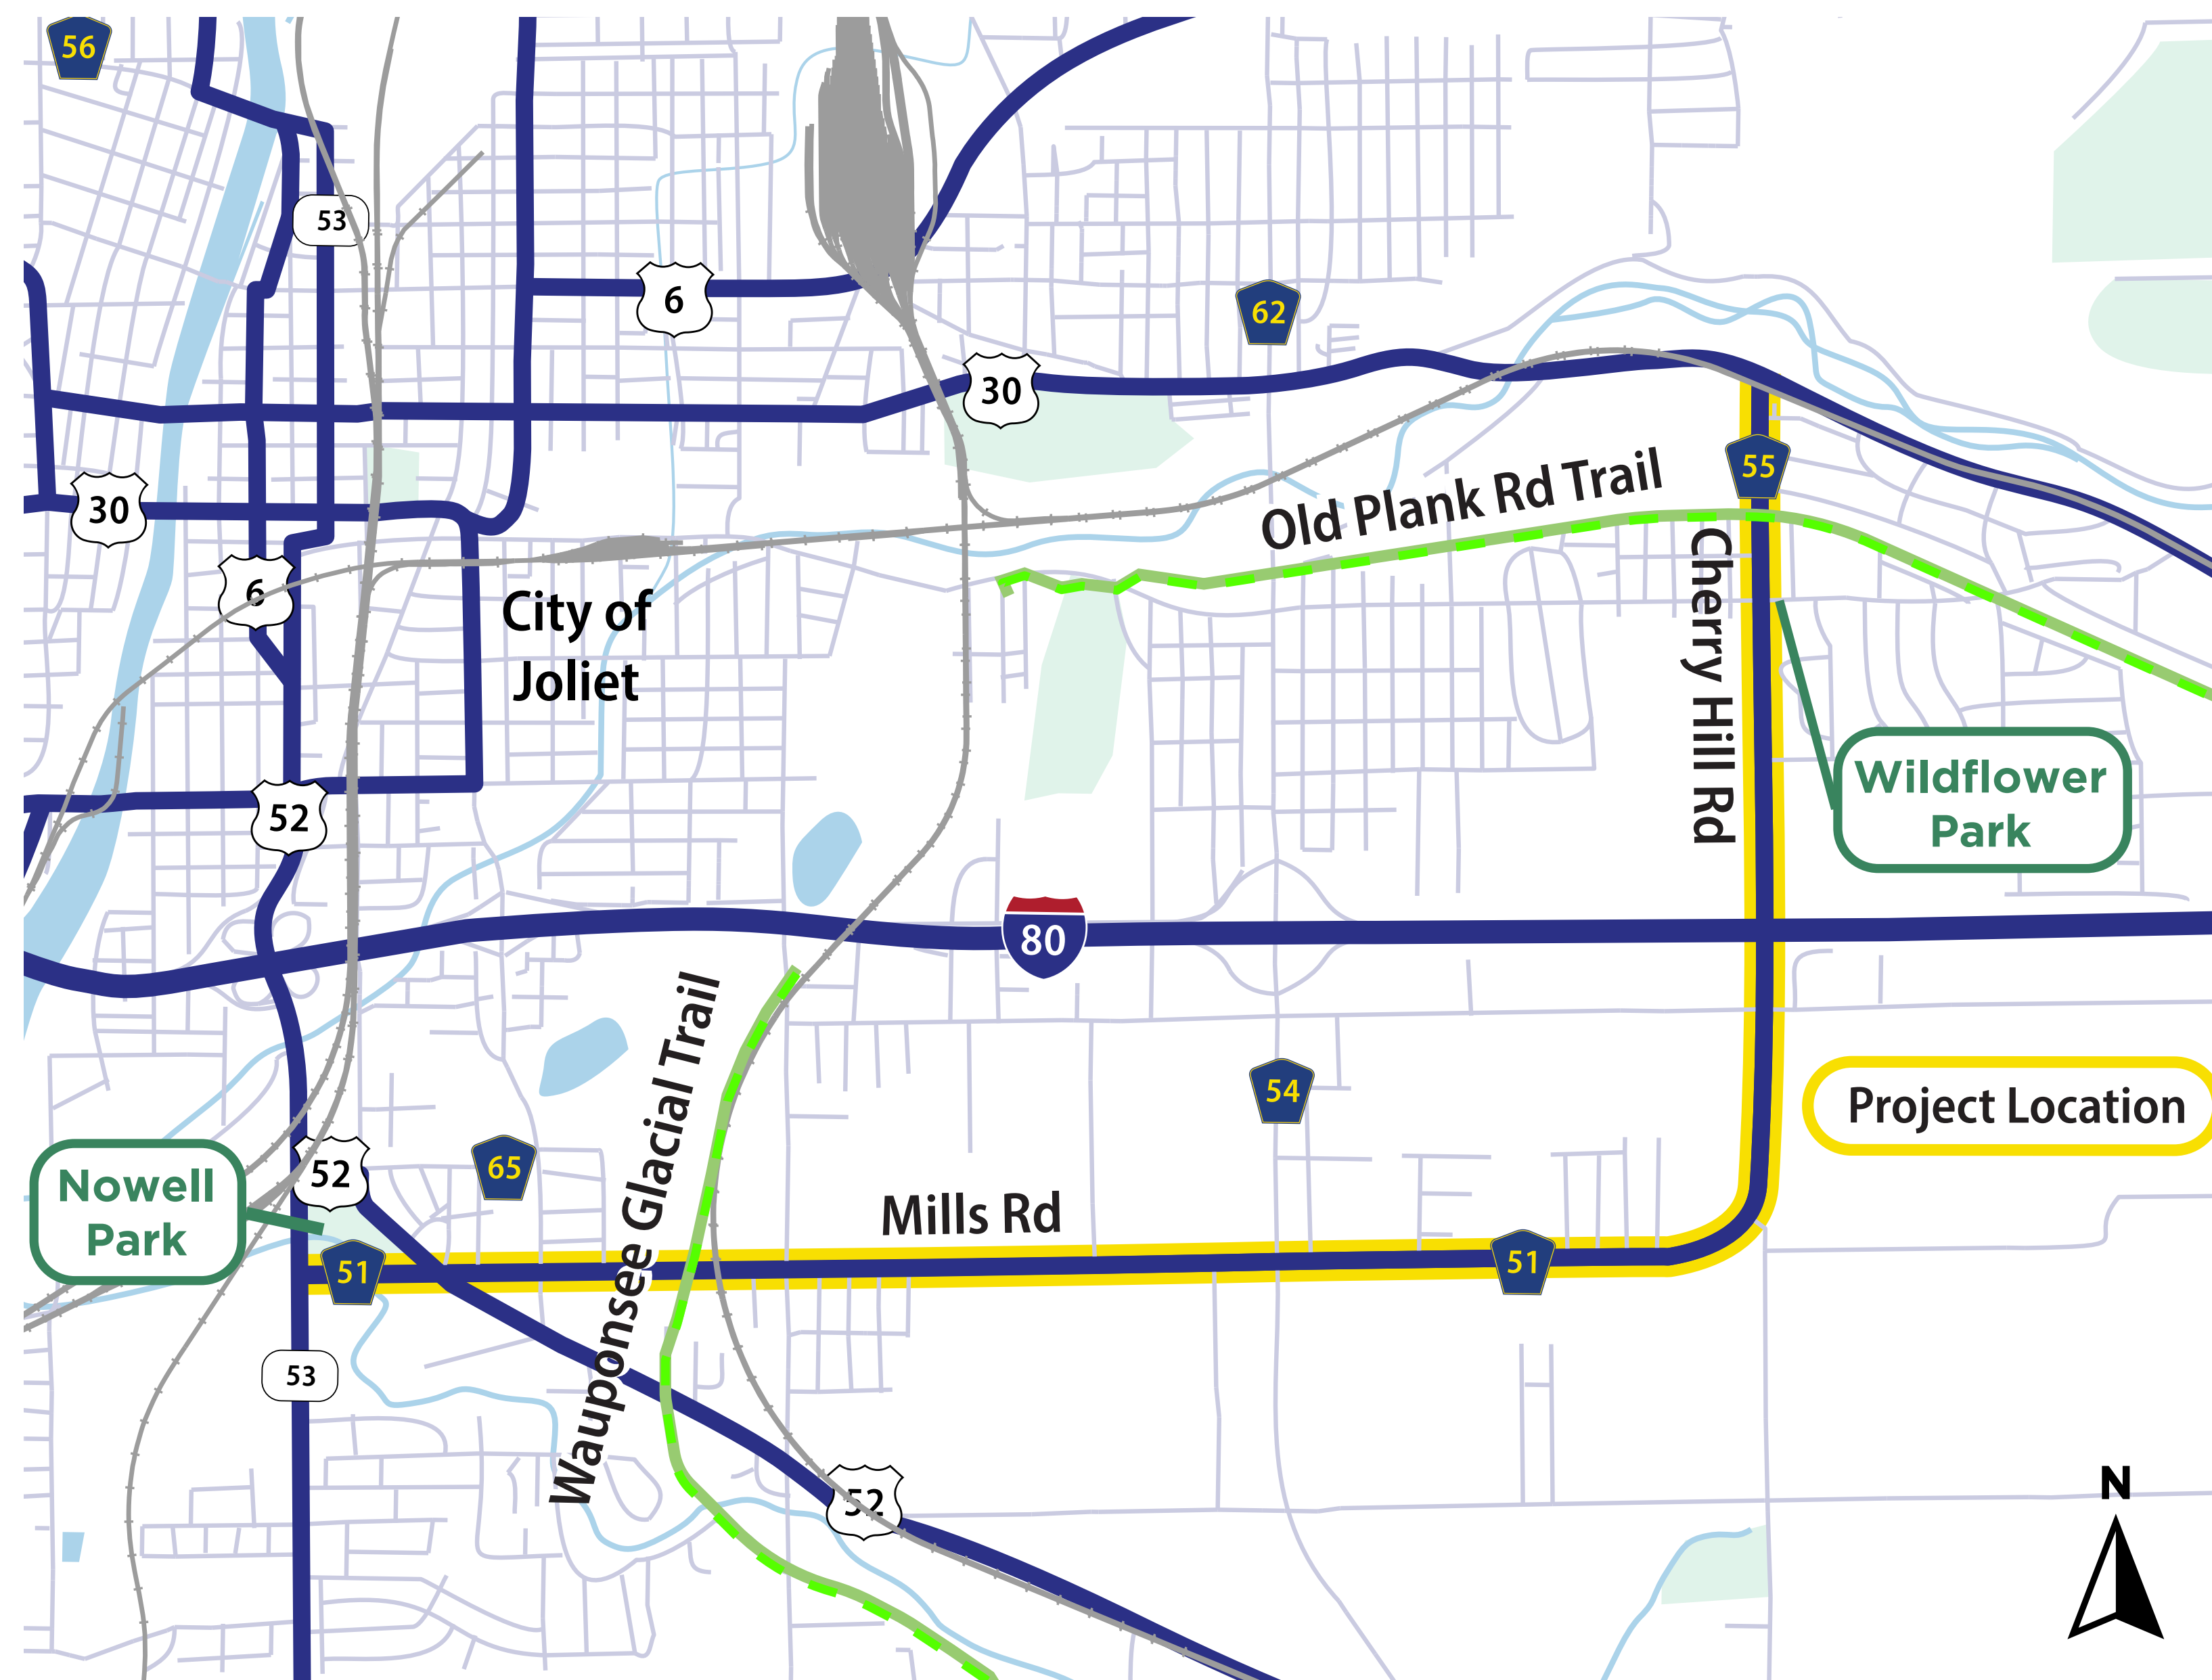 56
53
6
62
30
55
30
Old Plank Rd Trail
6
City of
Joliet
Cherry Hill Rd
Wildflower
Park
52
80
Wauponsee Glacial Trail
54
Project Location
52
65
Nowell
Park
Mills Rd
51
51
53
52
N